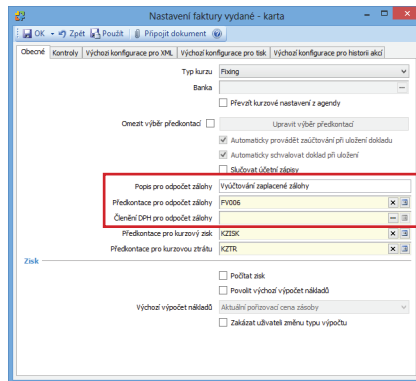 Nastavení faktury vydané - karta
OK Zpět Použít Připojit dokument
Obecné Kontroly Výchozí konfigurace pro XML Výchozí konfigurace pro tisk Výchozí konfigurace pro historii akcí
Typ kurzu Fixing
Banka
Převzít kurzové nastavení z agendy
Omezit výběr předkontací Upravit výběr předkontací
Automaticky provádět zaúčtování při uložení dokladu
Automaticky schvalovat doklad při uložení
Slučovat účetní zápisy
Popis pro odpočet zálohy Vyúčtování zaplacené zálohy
Předkontace pro odpočet zálohy FV006
Členění DPH pro odpočet zálohy
Předkontace pro kurzový zisk KZISK
Předkontace pro kurzovou ztrátu KZTR
Zisk
Počítat zisk
Povolit výchozí výpočet nákladů
Výchozí výpočet nákladů Aktuální pořizovací cena zásoby
Zakázat uživateli změnu typu výpočtu